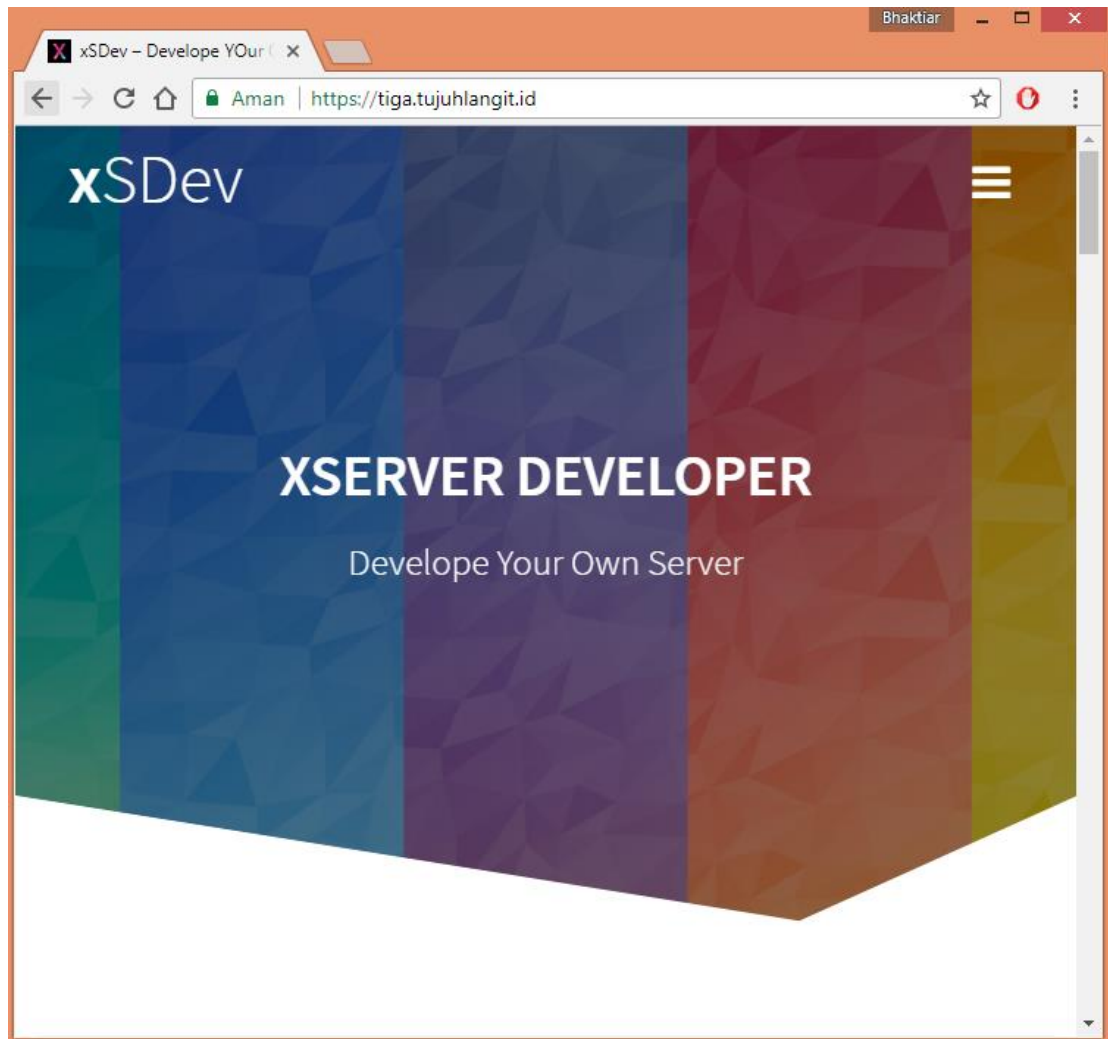 Bhaktiar
xSDev – Develope YOur
Aman | https://tiga.tujuhlangit.id
xSDev
XSERVER DEVELOPER
Develope Your Own Server